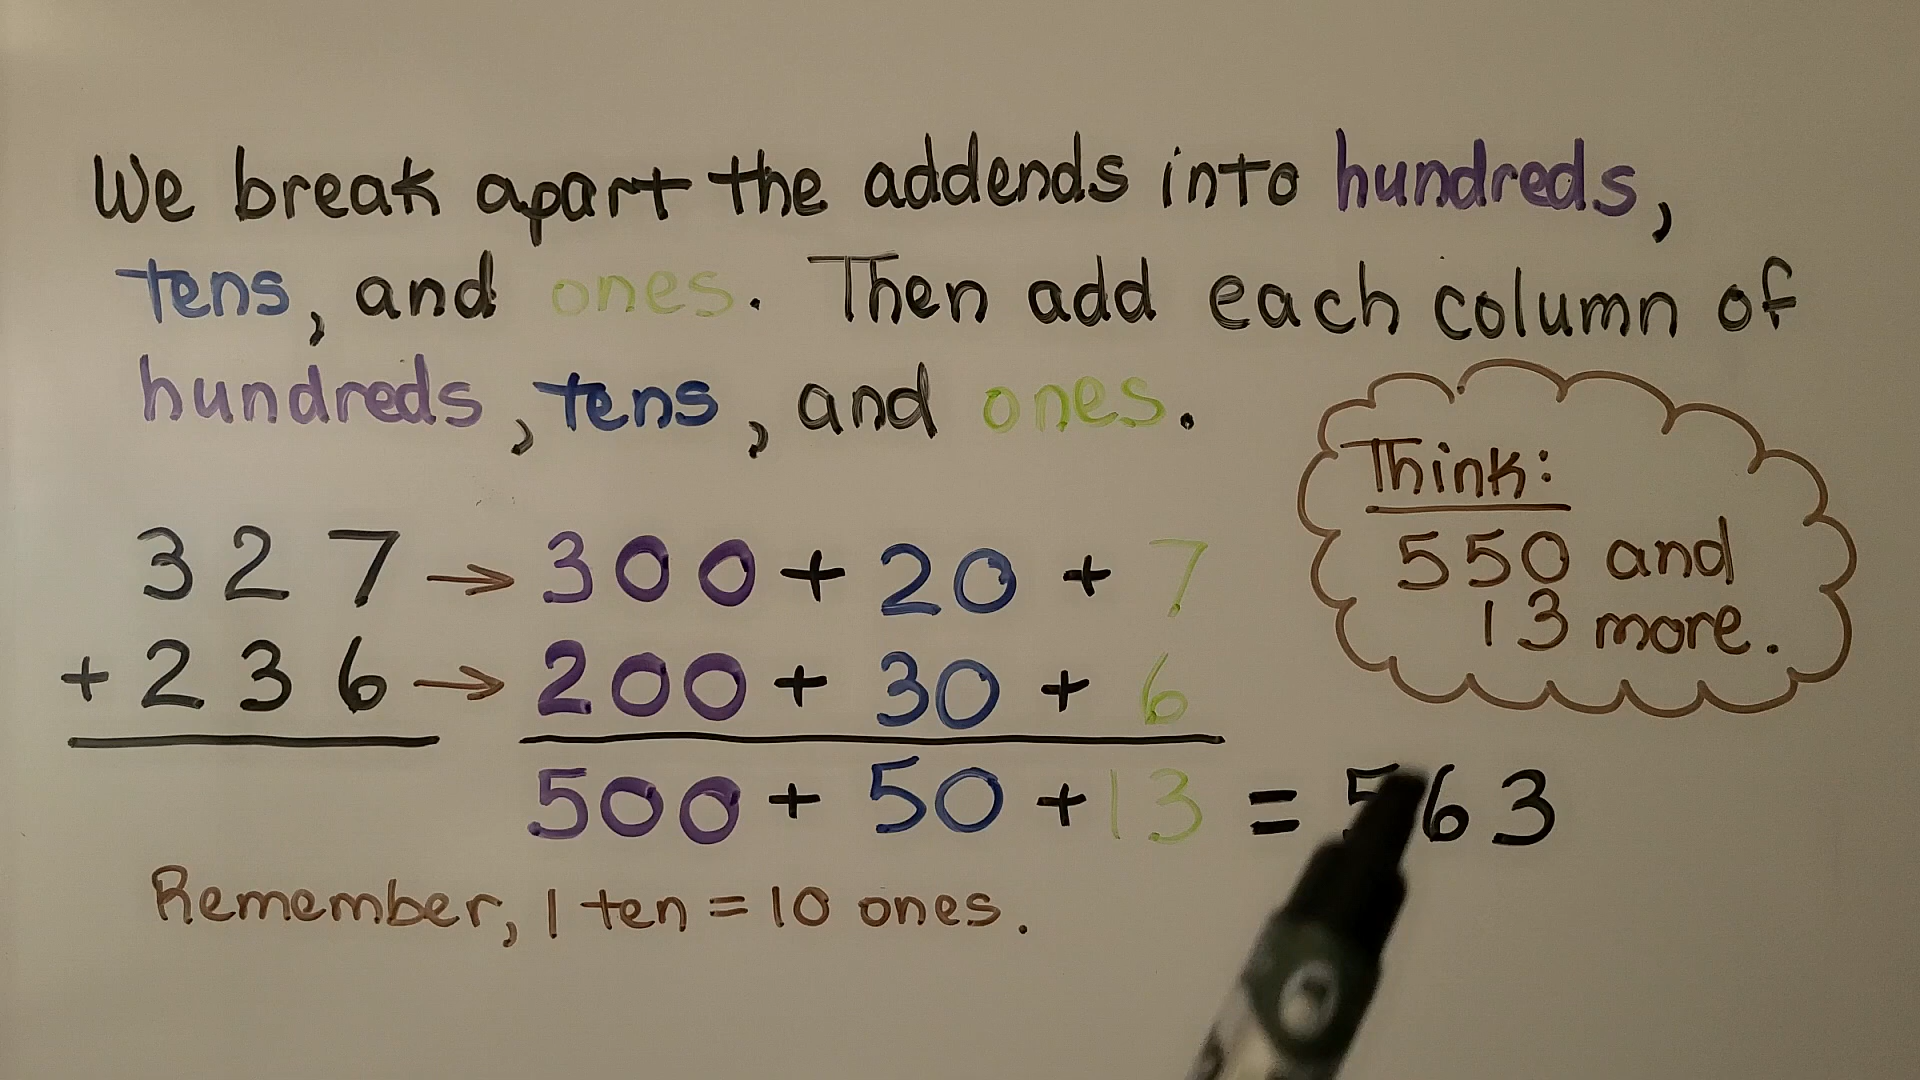 We break apart the addends into hundreds,
tens, and ones. Then add each column of
hundreds, tens, and ones.
Think:
550 and
13 more.
327 → 300 + 20 + 7
+ 236 → 200 + 30 + 6
500 + 50 + 13 = 563
Remember, 1 ten = 10 ones.